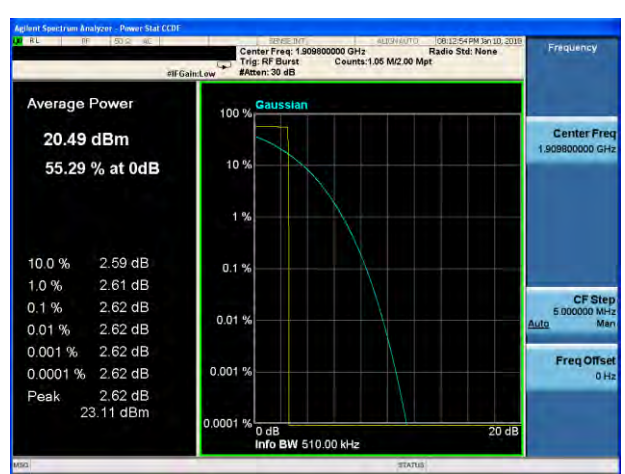 Agilent Spectrum Analyzer - Power Stat CCDF
RL RF 50 Ω AC SENSE:INT ALIGN AUTO 06:12:54 PM Jan 10, 2018
Center Freq: 1.909800000 GHz Radio Std: None
Trig: RF Burst Counts:1.05 M/2.00 Mpt
#IFGain:Low #Atten: 30 dB
Frequency
Average Power
20.49 dBm
55.29 % at 0dB
10.0 % 2.59 dB
1.0 % 2.61 dB
0.1 % 2.62 dB
0.01 % 2.62 dB
0.001 % 2.62 dB
0.0001 % 2.62 dB
Peak 2.62 dB
23.11 dBm
Gaussian
100 %
10 %
1 %
0.1 %
0.01 %
0.001 %
0.0001 %
0 dB 20 dB
Info BW 510.00 kHz
Center Freq
1.909800000 GHz
CF Step
5.000000 MHz
Auto Man
Freq Offset
0 Hz
MSG STATUS